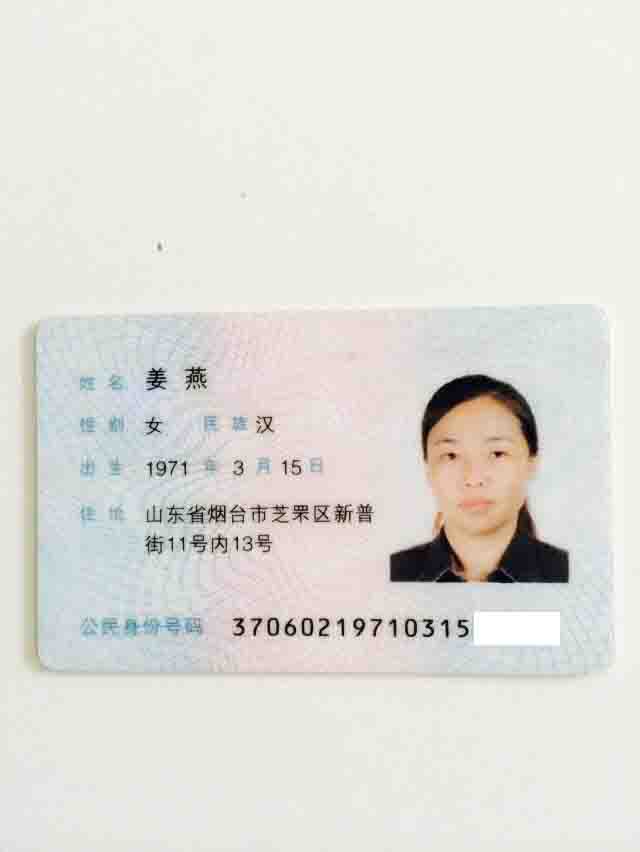 姓名 姜燕
性别 女 民族 汉
出生 1971 年 3 月 15 日
住址 山东省烟台市芝罘区新普
街11号内13号
公民身份号码 37060219710315